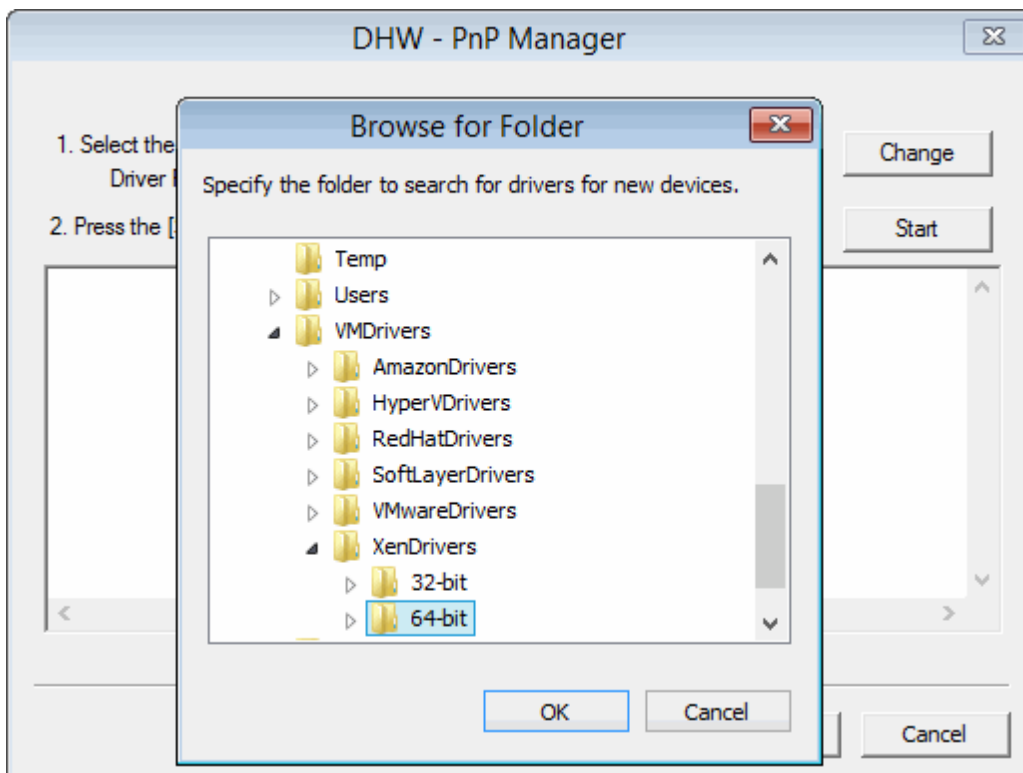 DHW - PnP Manager
1. Select the
Driver
2. Press the [
Change
Start
Browse for Folder
Specify the folder to search for drivers for new devices.
Temp
Users
VMDrivers
AmazonDrivers
HyperVDrivers
RedHatDrivers
SoftLayerDrivers
VMwareDrivers
XenDrivers
32-bit
64-bit
OK
Cancel
Cancel